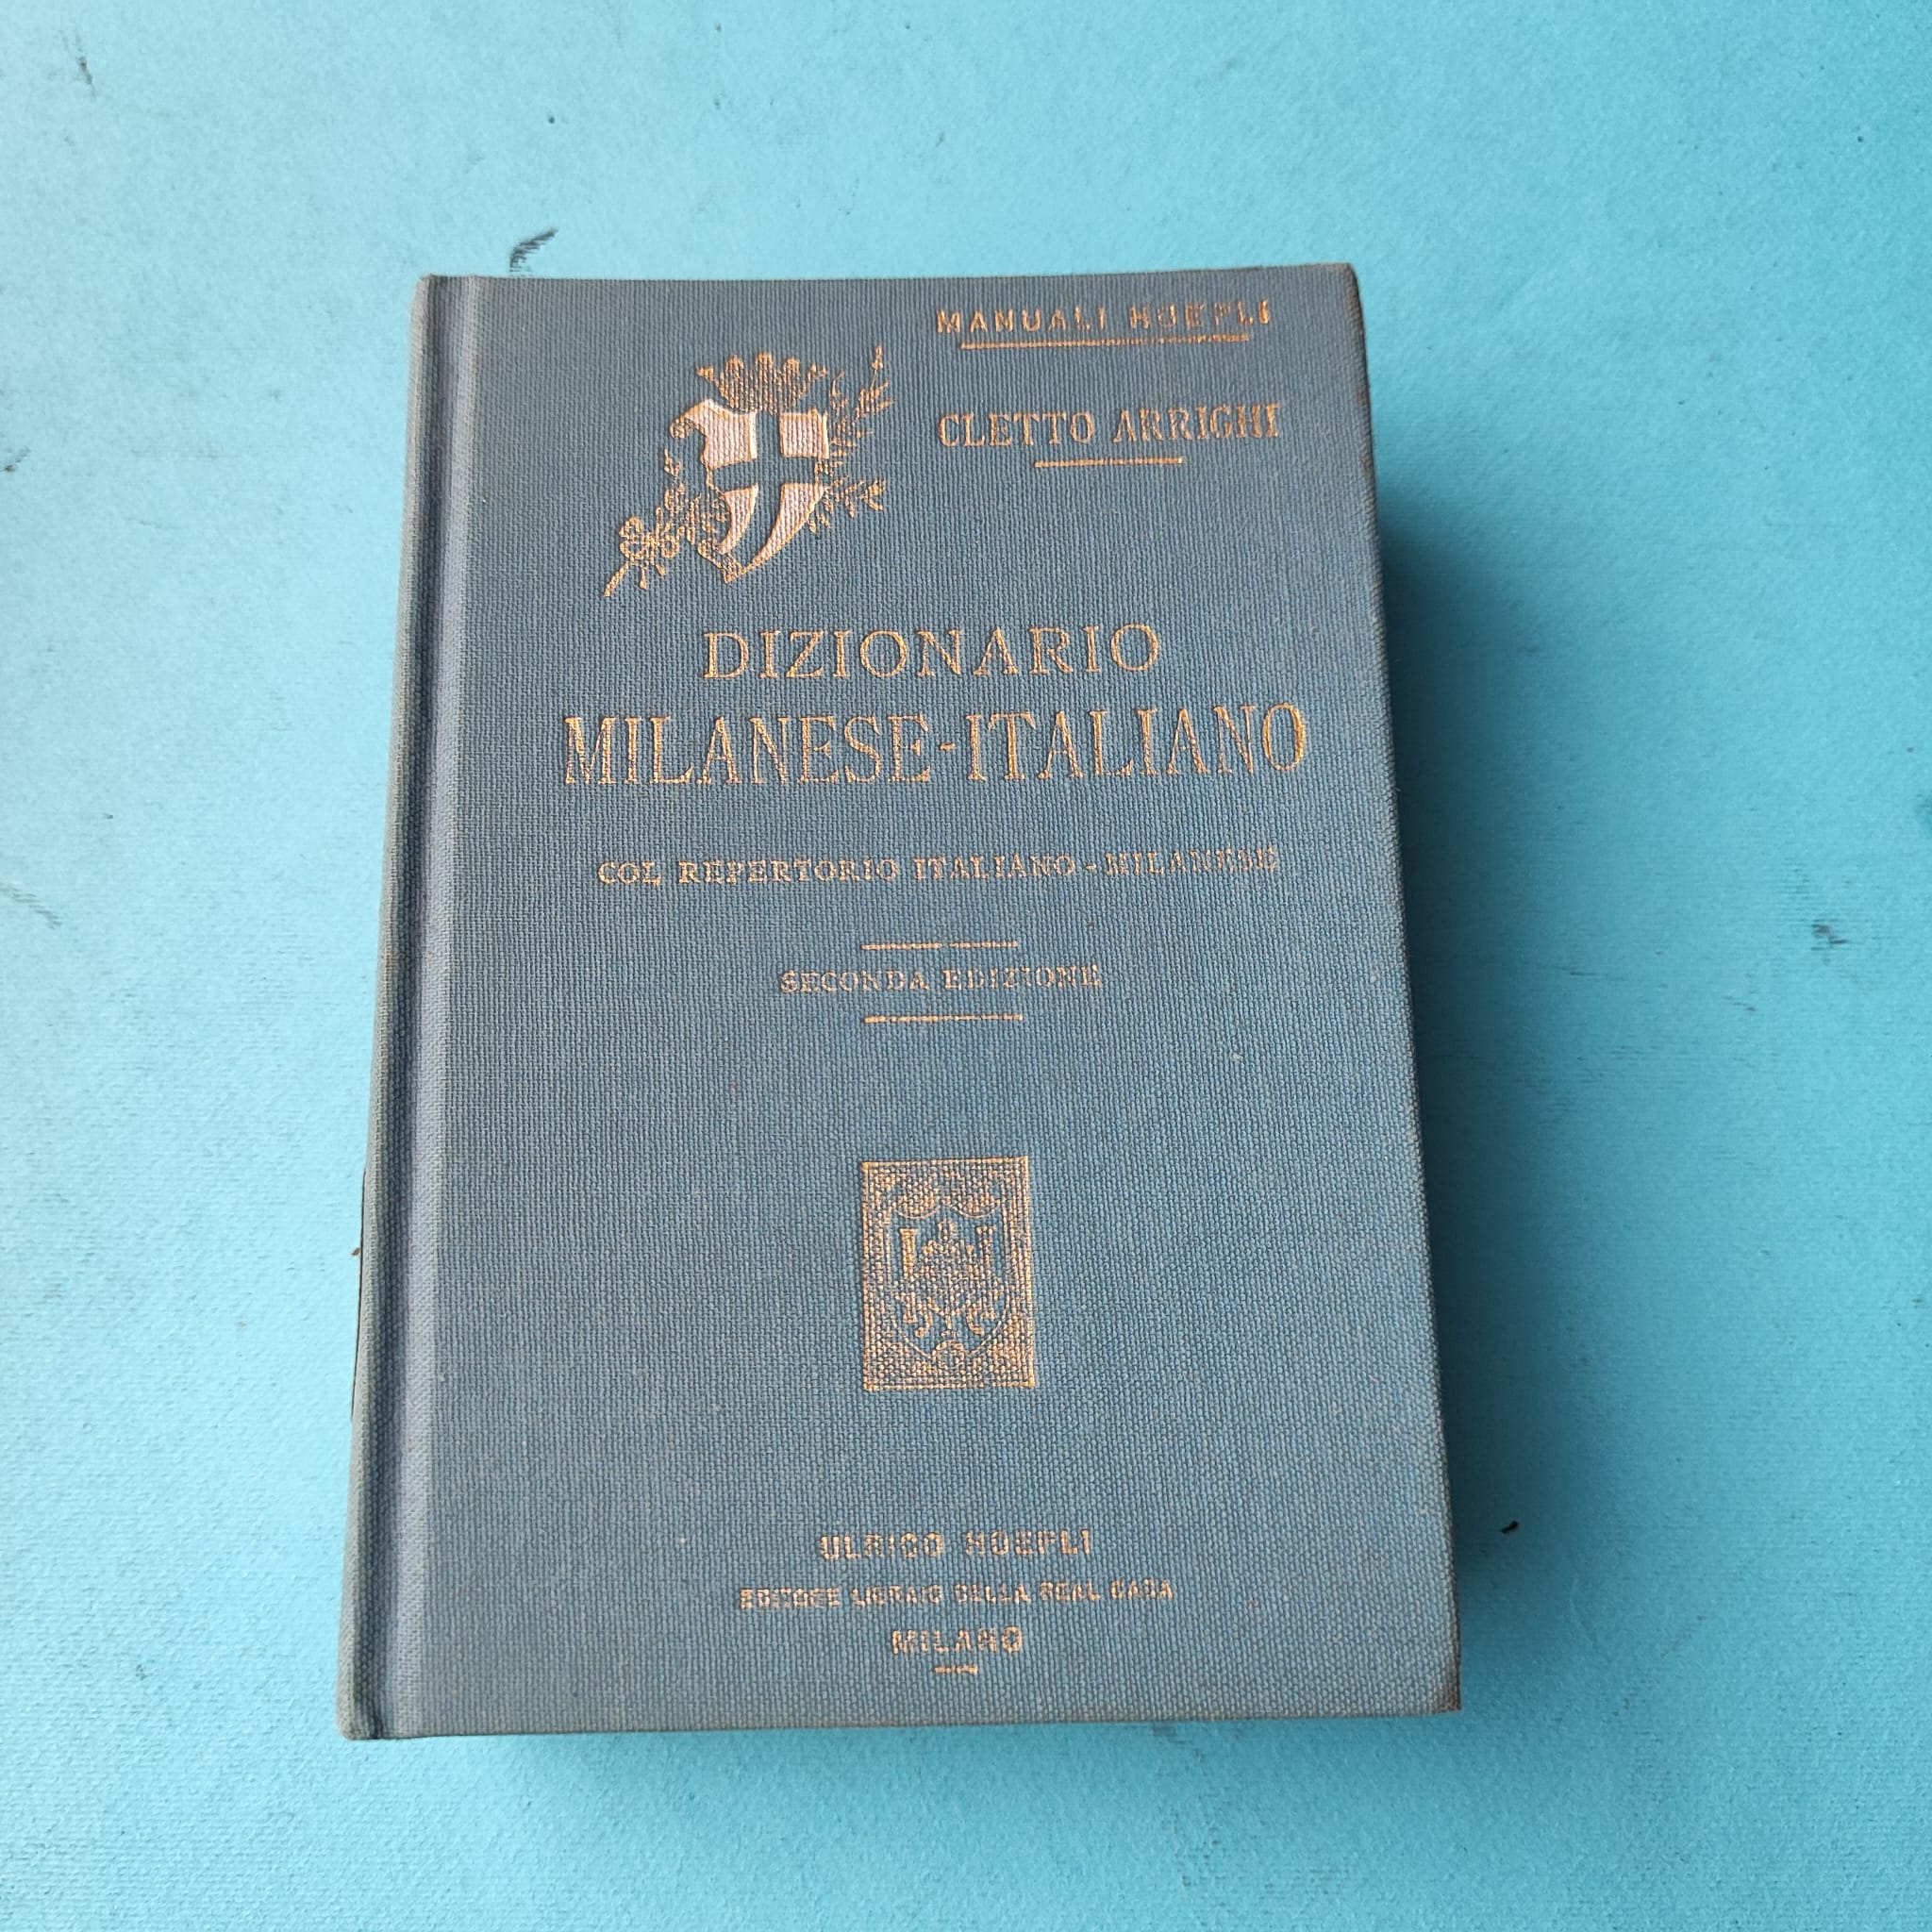 MANUALI HOEPLI
CLETTO ARRIGHI
DIZIONARIO
MILANESE-ITALIANO
COL REPERTORIO ITALIANO-MILANESE
SECONDA EDIZIONE
ULRICO HOEPLI
EDITORE LIBRAIO DELLA REAL CASA
MILANO